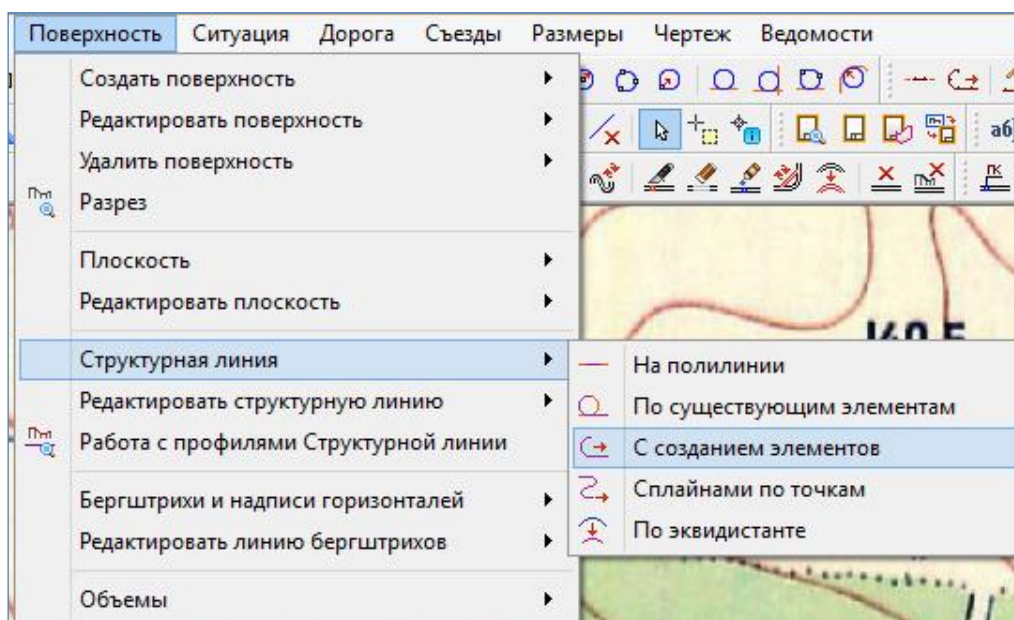 Поверхность Ситуация Дорога Съезды Размеры Чертеж Ведомости
Создать поверхность
Редактировать поверхность
Удалить поверхность
Разрез
Плоскость
Редактировать плоскость
Структурная линия
Редактировать структурную линию
Работа с профилями Структурной линии
Бергштрихи и надписи горизонталей
Редактировать линию бергштрихов
Объемы
На полилинии
По существующим элементам
С созданием элементов
Сплайнами по точкам
По эквидистанте
аб
ПК